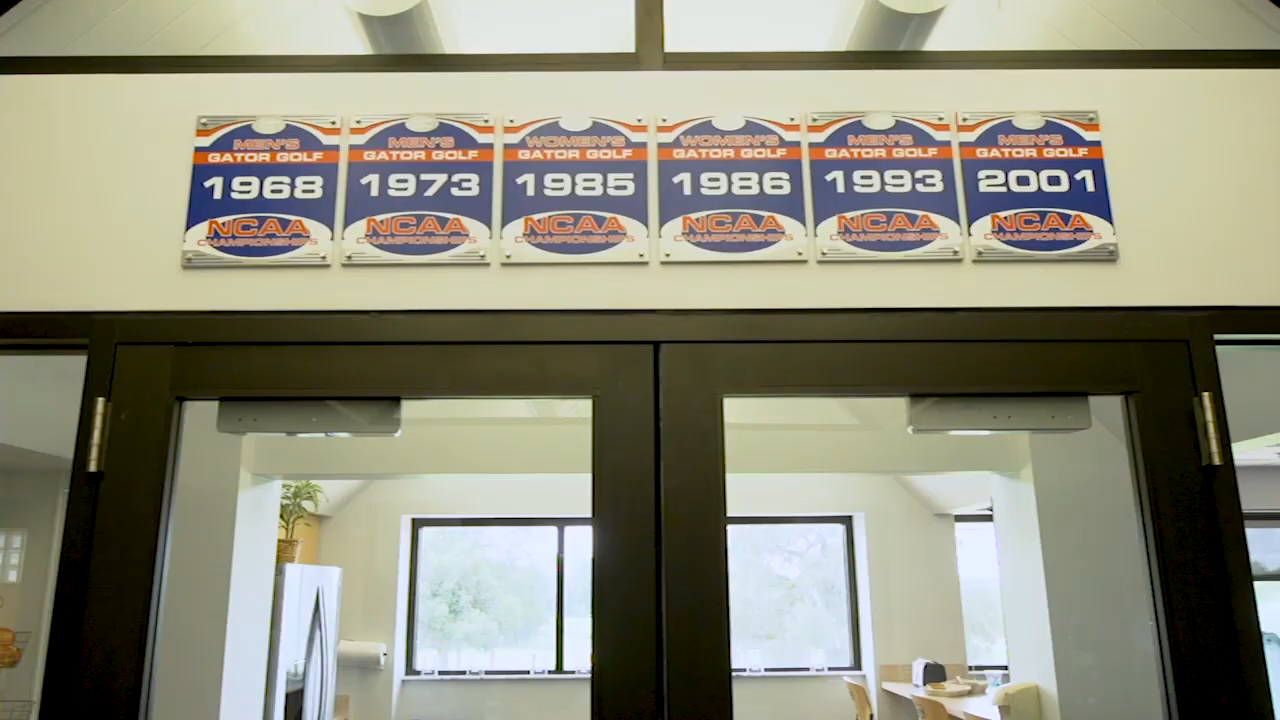 MEN'S
GATOR GOLF
1968
NCAA
CHAMPIONSHIPS
MEN'S
GATOR GOLF
1973
NCAA
CHAMPIONSHIPS
WOMEN'S
GATOR GOLF
1985
NCAA
CHAMPIONSHIPS
WOMEN'S
GATOR GOLF
1986
NCAA
CHAMPIONSHIPS
MEN'S
GATOR GOLF
1993
NCAA
CHAMPIONSHIPS
MEN'S
GATOR GOLF
2001
NCAA
CHAMPIONSHIPS